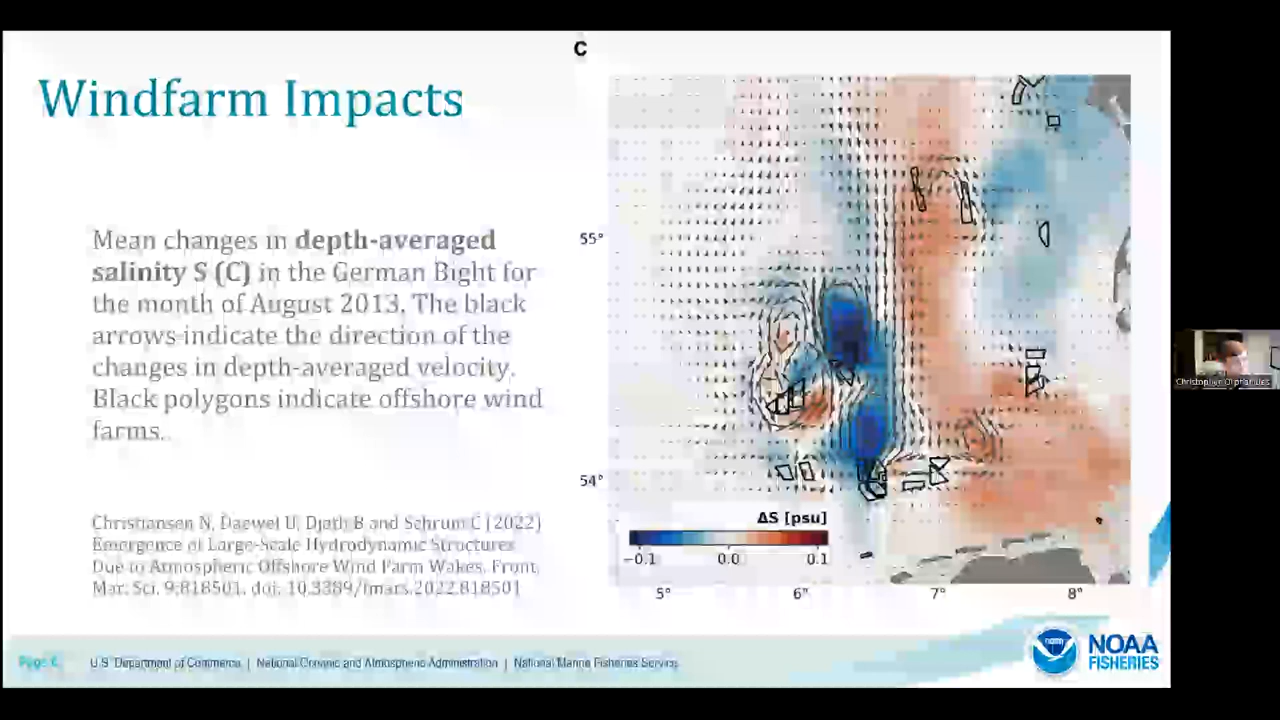 C
Windfarm Impacts
Mean changes in depth-averaged
salinity S (C) in the German Bight for
the month of August 2013. The black
arrows indicate the direction of the
changes in depth-averaged velocity.
Black polygons indicate offshore wind
farms.
Christiansen N, Daewel U, Djath B and Schrum C (2022)
Emergence of Large-Scale Hydrodynamic Structures
Due to Atmospheric Offshore Wind Farm Wakes. Front.
Mar. Sci. 9:818501. doi: 10.3389/fmars.2022.818501
55°
54°
ΔS [psu]
−0.1 0.0 0.1
5° 6° 7° 8°
Christopher Orphanides
Page 6 U.S. Department of Commerce | National Oceanic and Atmospheric Administration | National Marine Fisheries Service
NOAA
FISHERIES